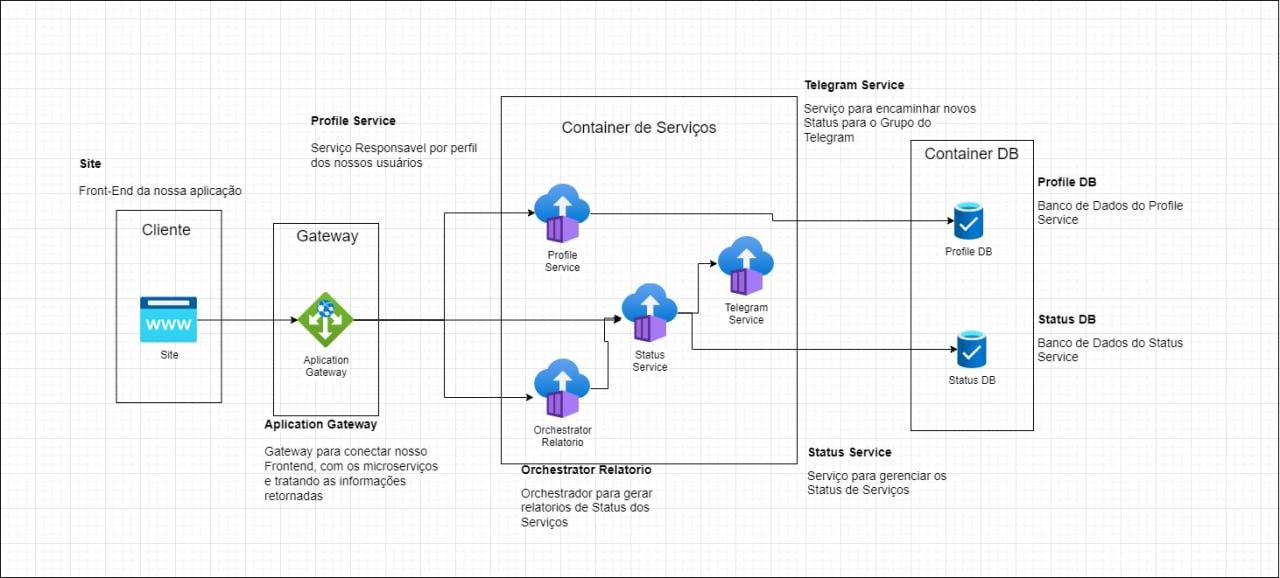 Site
Front-End da nossa aplicação
Cliente
www
Site
Gateway
Aplication
Gateway
Aplication Gateway
Gateway para conectar nosso
Frontend, com os microserviços
e tratando as informações
retornadas
Profile Service
Serviço Responsavel por perfil
dos nossos usuários
Container de Serviços
Profile
Service
Telegram
Service
Status
Service
Orchestrator
Relatorio
Orchestrator Relatorio
Orchestrador para gerar
relatorios de Status dos
Serviços
Telegram Service
Serviço para encaminhar novos
Status para o Grupo do
Telegram
Container DB
Profile DB
Status DB
Profile DB
Banco de Dados do Profile
Service
Status DB
Banco de Dados do Status
Service
Status Service
Serviço para gerenciar os
Status de Serviços